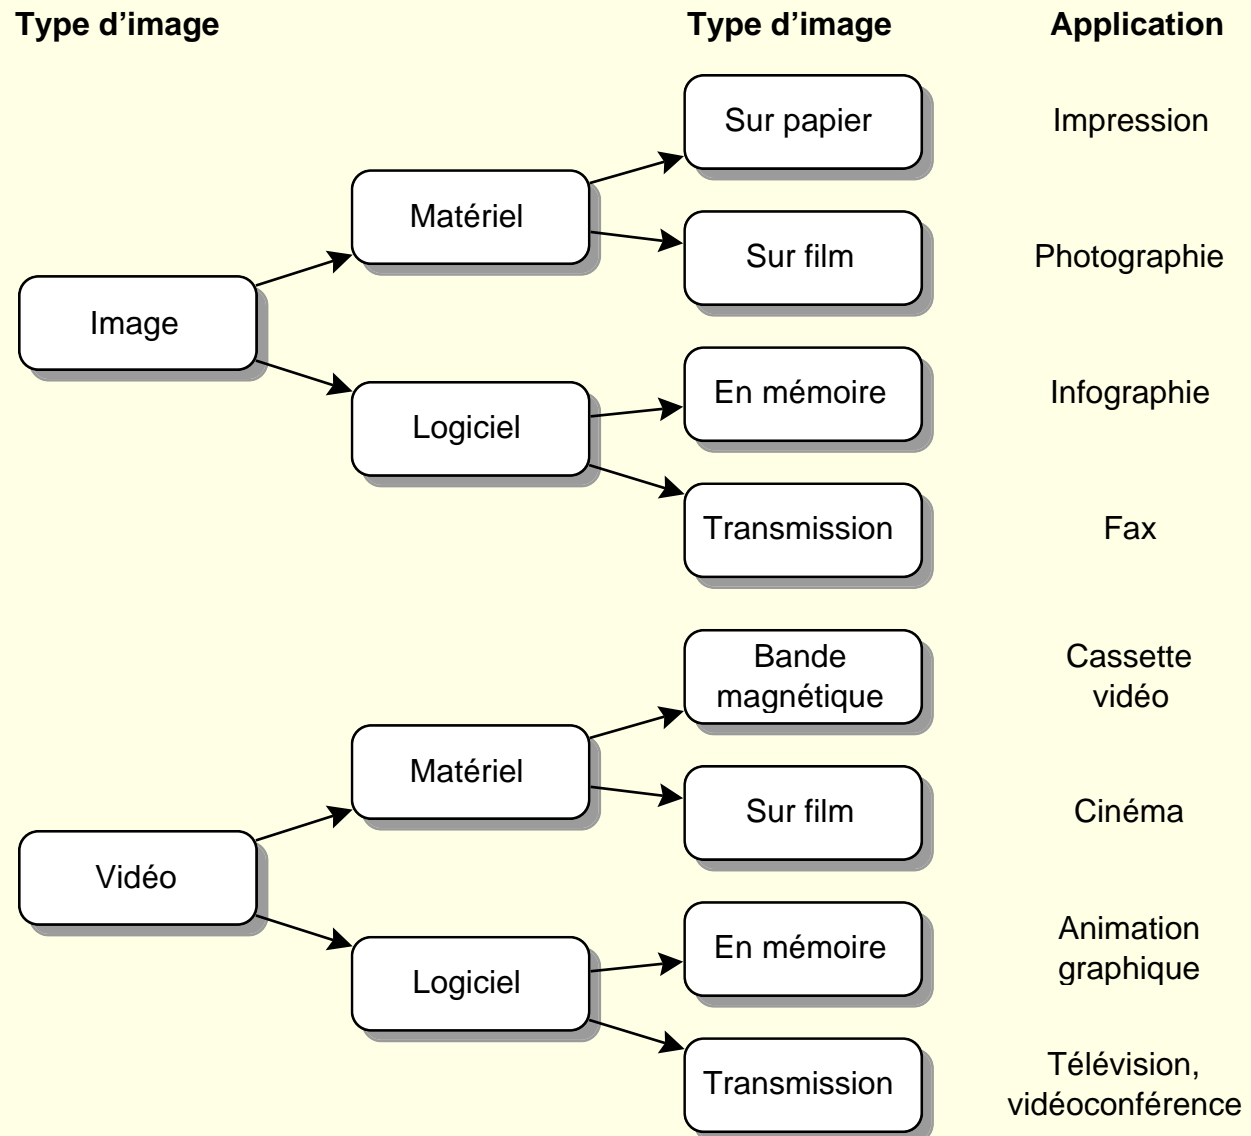 Type d’image
Type d’image
Application
Sur papier
Impression
Matériel
Sur film
Photographie
Image
En mémoire
Infographie
Logiciel
Transmission
Fax
Bande
magnétique
Cassette
vidéo
Matériel
Sur film
Cinéma
Vidéo
En mémoire
Animation
graphique
Logiciel
Transmission
Télévision,
vidéoconférence